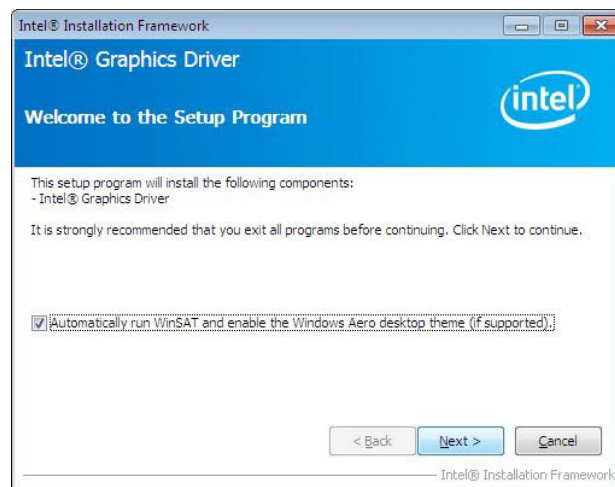 Intel® Installation Framework
Intel® Graphics Driver
intel
Welcome to the Setup Program
This setup program will install the following components:
- Intel® Graphics Driver
It is strongly recommended that you exit all programs before continuing. Click Next to continue.
Automatically run WinSAT and enable the Windows Aero desktop theme (if supported).
< Back
Next >
Cancel
Intel® Installation Framework